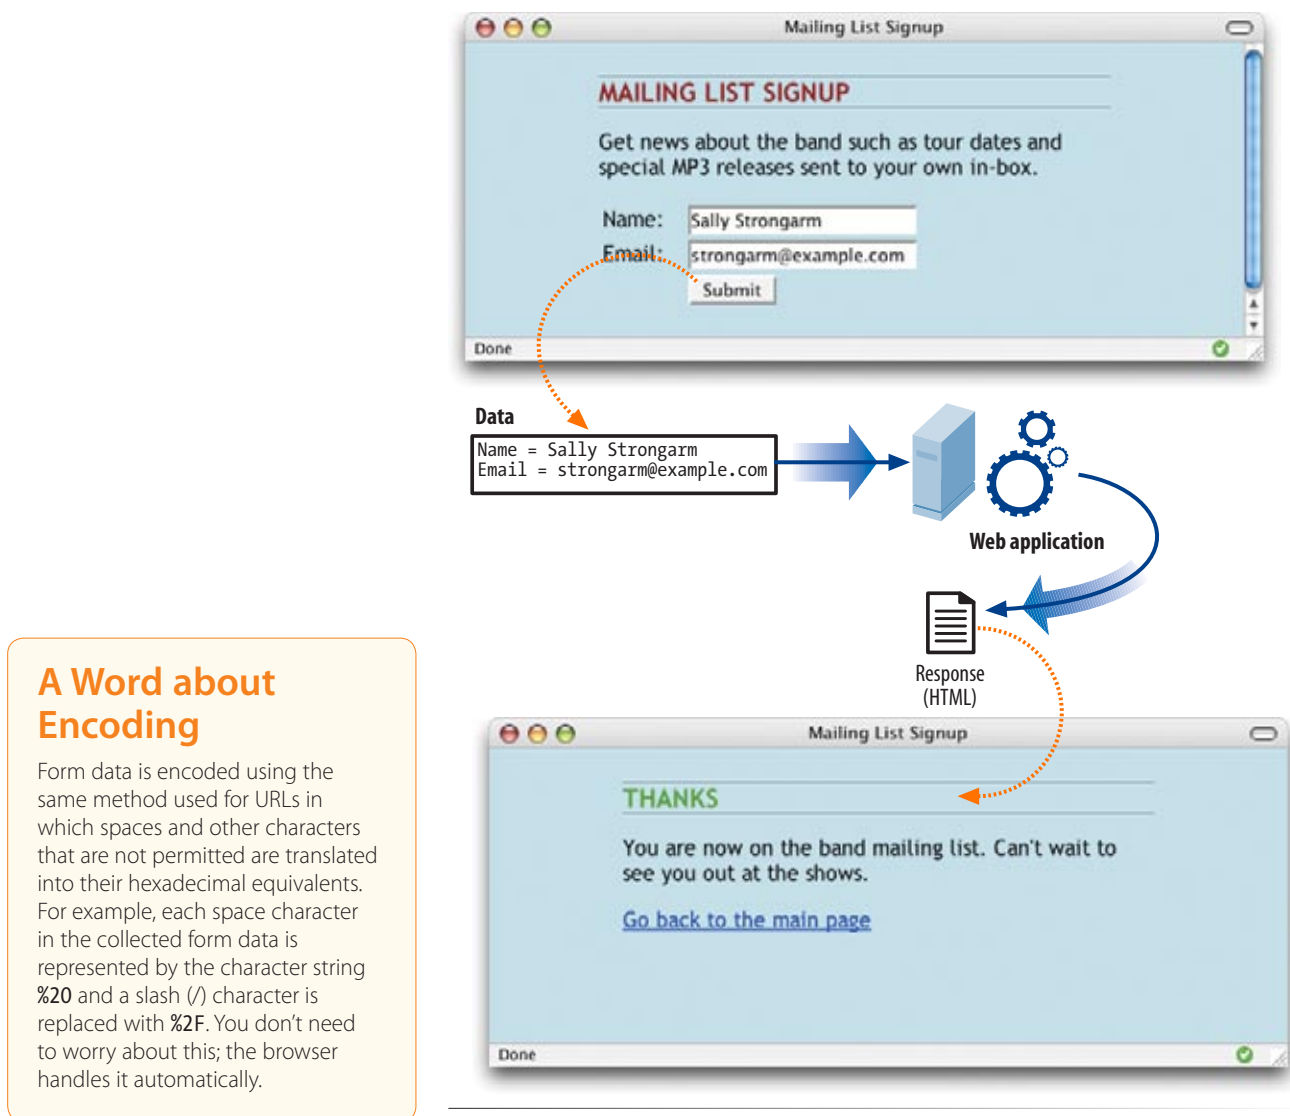 Mailing List Signup
MAILING LIST SIGNUP
Get news about the band such as tour dates and
special MP3 releases sent to your own in-box.
Name: Sally Strongarm
Email: strongarm@example.com
Submit
Done
Data
Name = Sally Strongarm
Email = strongarm@example.com
Web application
Response
(HTML)
Mailing List Signup
THANKS
You are now on the band mailing list. Can't wait to
see you out at the shows.
Go back to the main page
Done
A Word about
Encoding
Form data is encoded using the
same method used for URLs in
which spaces and other characters
that are not permitted are translated
into their hexadecimal equivalents.
For example, each space character
in the collected form data is
represented by the character string
%20 and a slash (/) character is
replaced with %2F. You don’t need
to worry about this; the browser
handles it automatically.